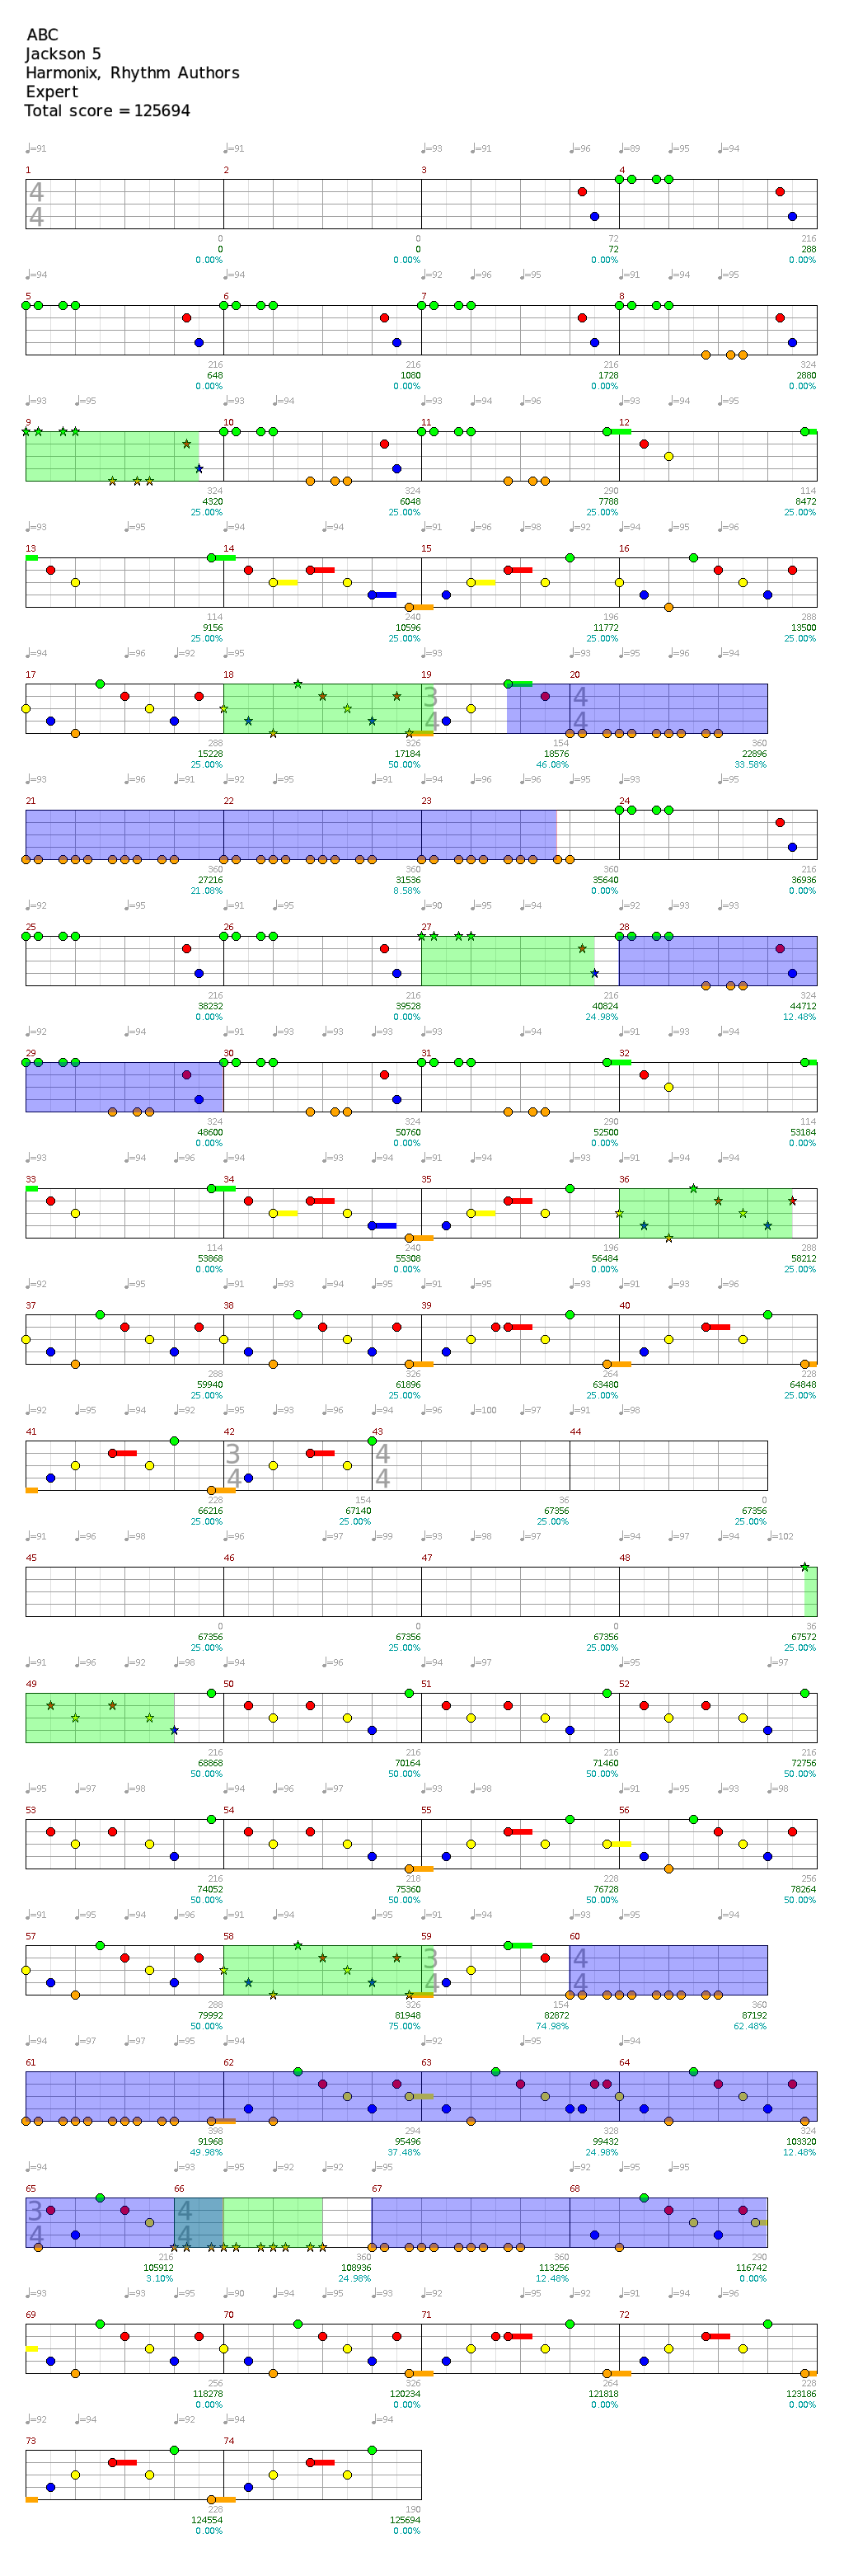 ABC
Jackson 5
Harmonix, Rhythm Authors
Expert
Total score = 125694
♩=91 ♩=91 ♩=93 ♩=91 ♩=96 ♩=89 ♩=95 ♩=94
1 2 3 4
4
4
0 0 72 216
0 0 72 288
0.00% 0.00% 0.00% 0.00%
♩=94 ♩=94 ♩=92 ♩=96 ♩=95 ♩=91 ♩=94 ♩=95
5 6 7 8
216 216 216 324
648 1080 1728 2880
0.00% 0.00% 0.00% 0.00%
♩=93 ♩=95 ♩=93 ♩=94 ♩=93 ♩=94 ♩=95
9 10 11 12
324 324 290 114
4320 6048 7788 8472
25.00% 25.00% 25.00% 25.00%
♩=93 ♩=95 ♩=94 ♩=94 ♩=91 ♩=96 ♩=98 ♩=92 ♩=91 ♩=95 ♩=96
13 14 15 16
114 240 196 288
9156 10596 11772 13500
25.00% 25.00% 25.00% 25.00%
♩=94 ♩=96 ♩=92 ♩=95 ♩=93
17 18 19 20
3 4
4 4
288 326 154 360
15228 17184 18576 22896
25.00% 50.00% 46.08% 33.58%
♩=93 ♩=96 ♩=91 ♩=94 ♩=95 ♩=91 ♩=93 ♩=94 ♩=95 ♩=93 ♩=95
21 22 23 24
360 360 360 216
27216 31536 35640 36936
21.08% 8.58% 0.00% 0.00%
♩=92 ♩=95 ♩=91 ♩=95 ♩=90 ♩=95 ♩=94 ♩=92 ♩=93
25 26 27 28
216 216 216 324
38232 39528 40824 44712
0.00% 0.00% 24.98% 12.48%
♩=92 ♩=94 ♩=91 ♩=93 ♩=93 ♩=93 ♩=94 ♩=91 ♩=93 ♩=94
29 30 31 32
324 324 290 114
48600 50760 52500 53184
0.00% 0.00% 0.00% 0.00%
♩=93 ♩=94 ♩=96 ♩=92 ♩=93 ♩=94 ♩=91 ♩=94 ♩=95 ♩=91 ♩=93 ♩=94
33 34 35 36
114 240 196 288
53868 55308 56484 58212
0.00% 0.00% 0.00% 25.00%
♩=92 ♩=95 ♩=91 ♩=93 ♩=94 ♩=95 ♩=91 ♩=95 ♩=91 ♩=93 ♩=96
37 38 39 40
288 326 264 228
59940 61896 63480 64848
25.00% 25.00% 25.00% 25.00%
♩=92 ♩=95 ♩=94 ♩=92 ♩=95 ♩=94 ♩=96 ♩=96 ♩=100 ♩=97 ♩=91 ♩=98
41 42 43 44
3 4
4 4
228 154 36 0
66216 67140 67356 67356
25.00% 25.00% 25.00% 25.00%
♩=91 ♩=96 ♩=98 ♩=96 ♩=97 ♩=99 ♩=93 ♩=98 ♩=97 ♩=94 ♩=97 ♩=94 ♩=102
45 46 47 48
0 0 0 36
67356 67356 67356 67572
25.00% 25.00% 25.00% 25.00%
♩=91 ♩=96 ♩=92 ♩=98 ♩=93 ♩=97 ♩=94 ♩=95 ♩=97
49 50 51 52
216 216 216 216
68868 70164 71460 72756
50.00% 50.00% 50.00% 50.00%
♩=95 ♩=97 ♩=98 ♩=94 ♩=96 ♩=97 ♩=93 ♩=98 ♩=91 ♩=95 ♩=93 ♩=98
53 54 55 56
216 218 228 256
74052 75360 76728 78264
50.00% 50.00% 50.00% 50.00%
♩=91 ♩=95 ♩=94 ♩=96 ♩=92 ♩=94 ♩=95 ♩=91 ♩=93 ♩=95 ♩=94
57 58 59 60
3 4
4 4
288 326 154 360
79992 81948 82872 87192
50.00% 75.00% 74.98% 62.48%
♩=94 ♩=97 ♩=97 ♩=95 ♩=94 ♩=92 ♩=95 ♩=94
61 62 63 64
398 294 328 324
91968 95496 99432 103320
49.98% 37.48% 24.98% 12.48%
♩=94 ♩=93 ♩=95 ♩=92 ♩=92 ♩=95 ♩=92 ♩=95
65 66 67 68
3 4
4 4
216 360 360 290
105912 108936 113256 116742
3.10% 24.98% 12.48% 0.00%
♩=93 ♩=95 ♩=90 ♩=94 ♩=93 ♩=92 ♩=92 ♩=91 ♩=94 ♩=96
69 70 71 72
256 326 264 228
118278 120234 121818 123186
0.00% 0.00% 0.00% 0.00%
♩=92 ♩=94 ♩=92 ♩=94 ♩=94
73 74
228 190
124554 125694
0.00% 0.00%